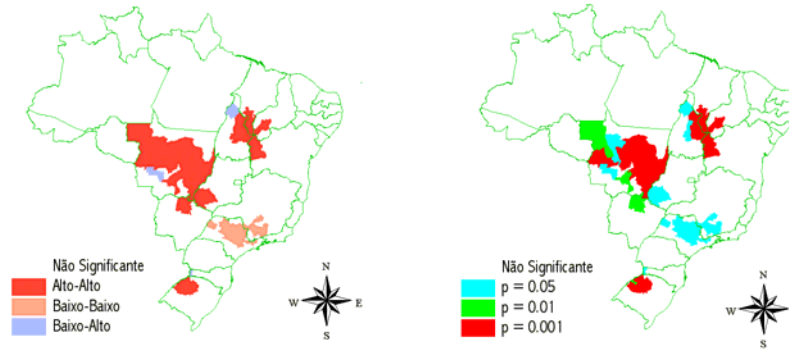 Não Significante
Alto-Alto
Baixo-Baixo
Baixo-Alto
N
W
E
S
Não Significante
p = 0.05
p = 0.01
p = 0.001
N
W
E
S